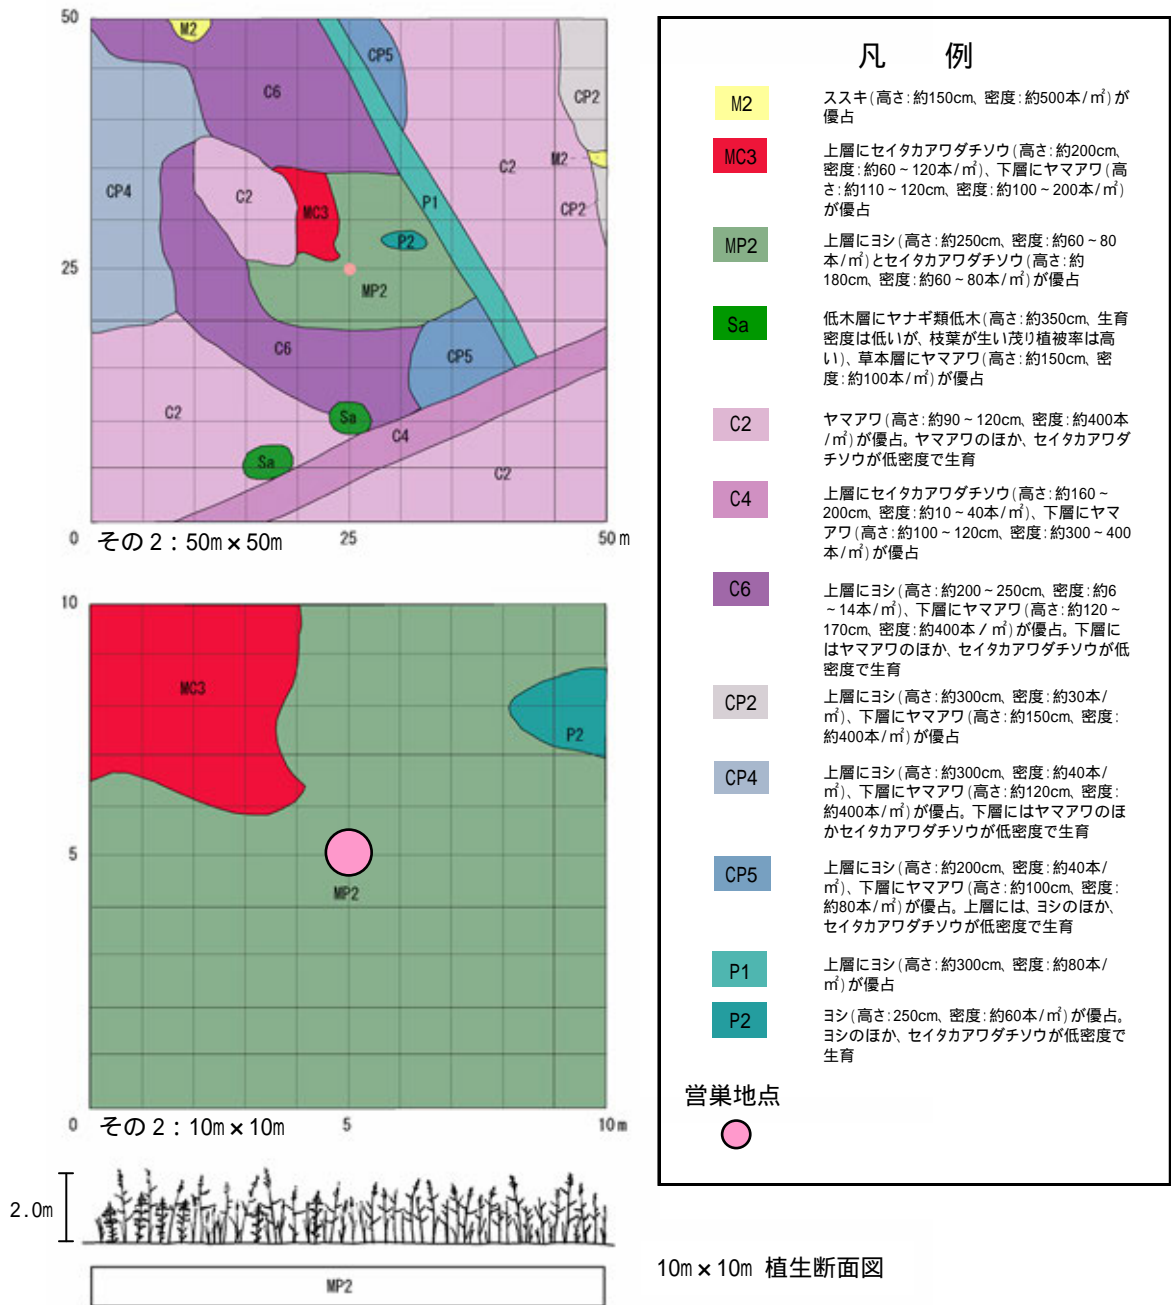 50
M2
CP5
C6
CP2
C2
M2
CP4
C2
P1
CP2
MC3
P2
25
MP2
C6
CP5
C2
Sa
C4
Sa
C2
0
その2:50m×50m
25
50m
10
MC3
P2
5
MP2
0
その2:10m×10m
5
10m
2.0m
MP2
10m×10m 植生断面図
凡 例
M2
ススキ(高さ:約150cm、密度:約500本/㎡)が
優占
MC3
上層にセイタカアワダチソウ(高さ:約200cm、
密度:約60~120本/㎡)、下層にヤマアワ(高
さ:約110~120cm、密度:約100~200本/㎡)
が優占
MP2
上層にヨシ(高さ:約250cm、密度:約60~80
本/㎡)とセイタカアワダチソウ(高さ:約
180cm、密度:約60~80本/㎡)が優占
Sa
低木層にヤナギ類低木(高さ:約350cm、生育
密度は低いが、枝葉が生い茂り植被率は高
い)、草本層にヤマアワ(高さ:約150cm、密
度:約100本/㎡)が優占
C2
ヤマアワ(高さ:約90~120cm、密度:約400本
/㎡)が優占。ヤマアワのほか、セイタカアワダ
チソウが低密度で生育
C4
上層にセイタカアワダチソウ(高さ:約160~
200cm、密度:約10~40本/㎡)、下層にヤマ
アワ(高さ:約100~120cm、密度:約300~400
本/㎡)が優占
C6
上層にヨシ(高さ:約200~250cm、密度:約6
~14本/㎡)、下層にヤマアワ(高さ:約120~
170cm、密度:約400本/㎡)が優占。下層に
はヤマアワのほか、セイタカアワダチソウが低
密度で生育
CP2
上層にヨシ(高さ:約300cm、密度:約30本/
㎡)、下層にヤマアワ(高さ:約150cm、密度:
約400本/㎡)が優占
CP4
上層にヨシ(高さ:約300cm、密度:約40本/
㎡)、下層にヤマアワ(高さ:約120cm、密度:
約400本/㎡)が優占。下層にはヤマアワのほ
かセイタカアワダチソウが低密度で生育
CP5
上層にヨシ(高さ:約200cm、密度:約40本/
㎡)、下層にヤマアワ(高さ:約100cm、密度:
約80本/㎡)が優占。上層には、ヨシのほか、
セイタカアワダチソウが低密度で生育
P1
上層にヨシ(高さ:約300cm、密度:約80本/
㎡)が優占
P2
ヨシ(高さ:250cm、密度:約60本/㎡)が優占。
ヨシのほか、セイタカアワダチソウが低密度で
生育
営巣地点